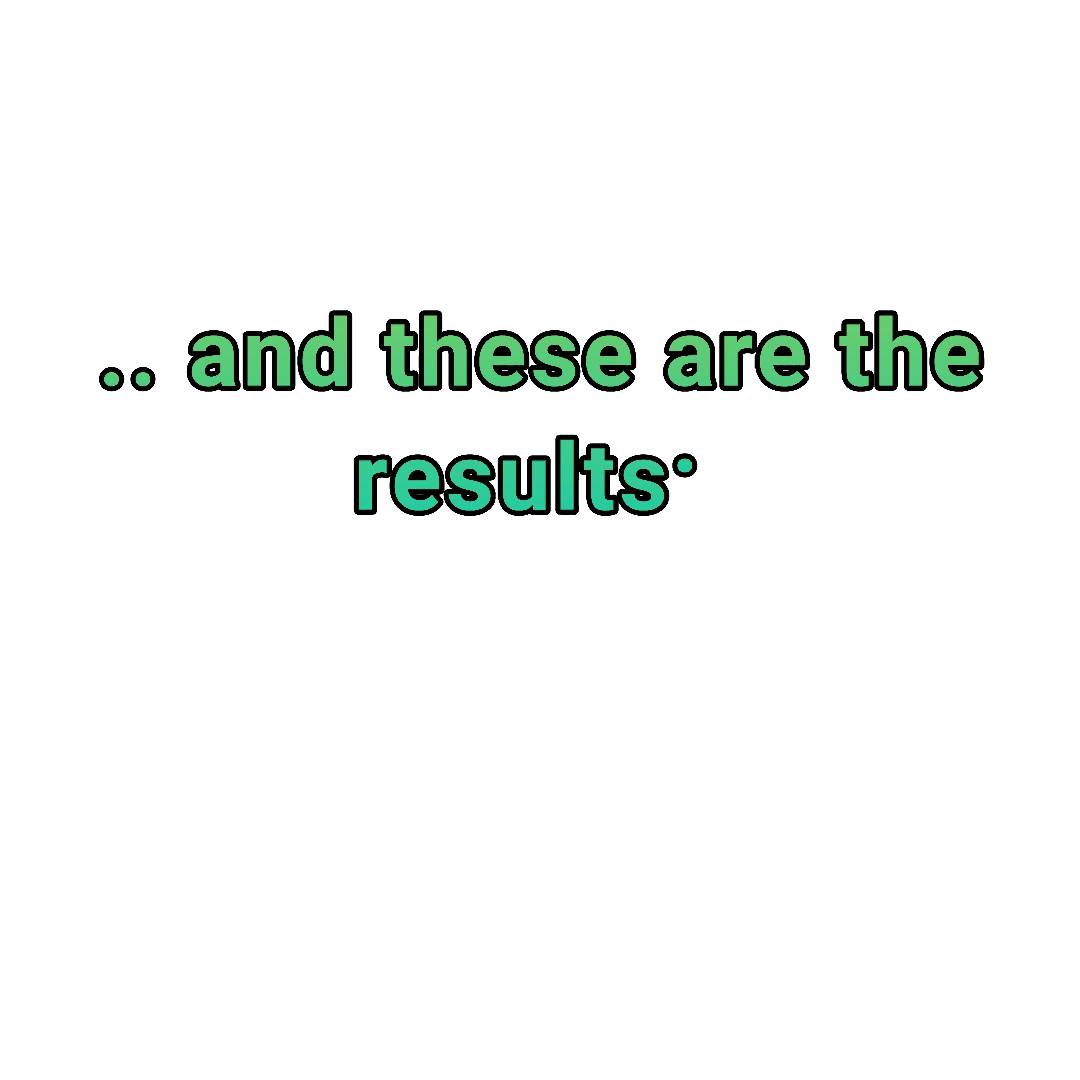 .. and these are the
results·